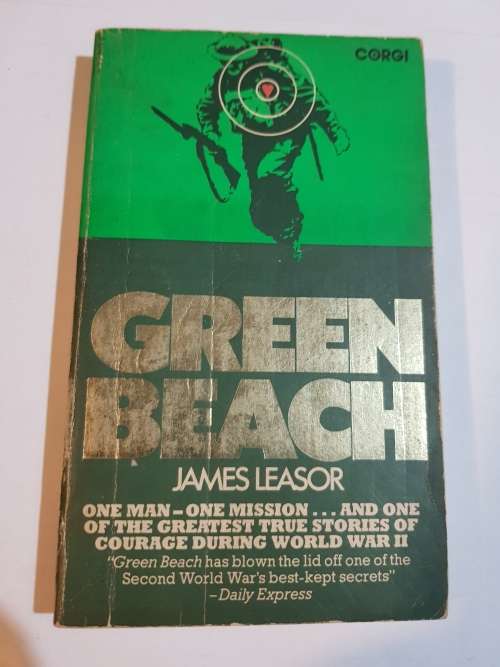 CORGI
GREEN
BEACH
JAMES LEASOR
ONE MAN – ONE MISSION ... AND ONE
OF THE GREATEST TRUE STORIES OF
COURAGE DURING WORLD WAR II
"Green Beach has blown the lid off one of the
Second World War's best-kept secrets"
– Daily Express